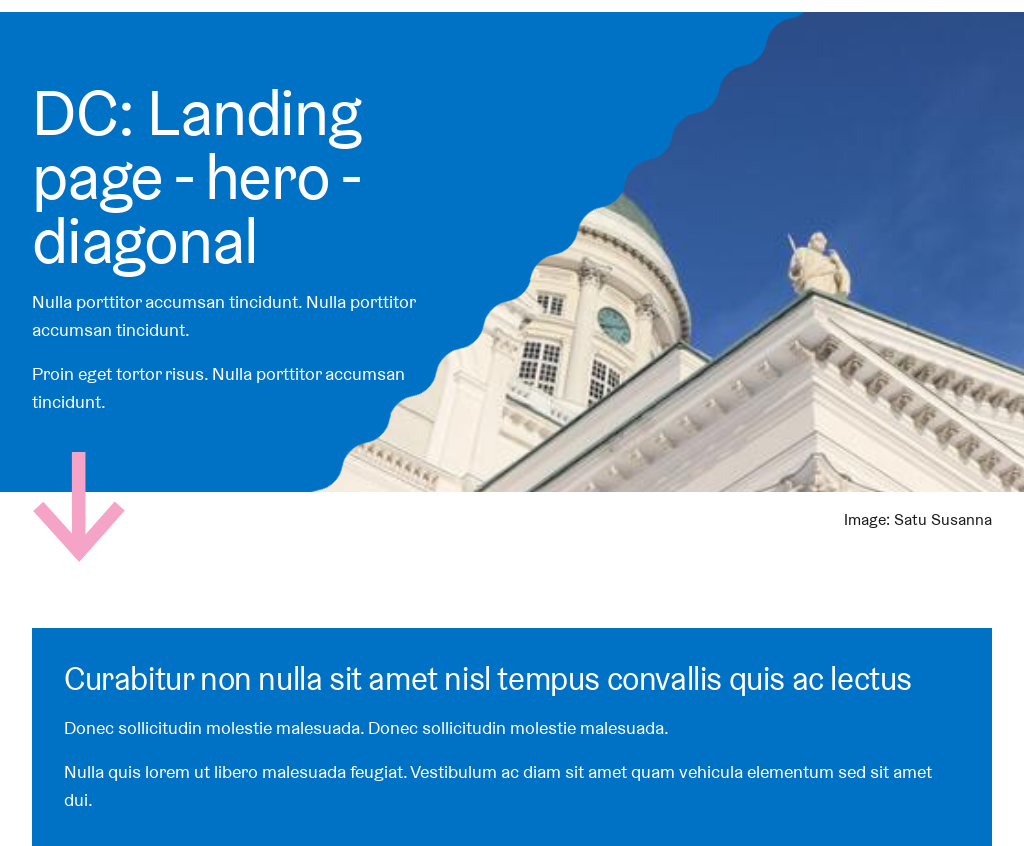 DC: Landing
page - hero -
diagonal
Nulla porttitor accumsan tincidunt. Nulla porttitor
accumsan tincidunt.
Proin eget tortor risus. Nulla porttitor accumsan
tincidunt.
Image: Satu Susanna
Curabitur non nulla sit amet nisl tempus convallis quis ac lectus
Donec sollicitudin molestie malesuada. Donec sollicitudin molestie malesuada.
Nulla quis lorem ut libero malesuada feugiat. Vestibulum ac diam sit amet quam vehicula elementum sed sit amet
dui.